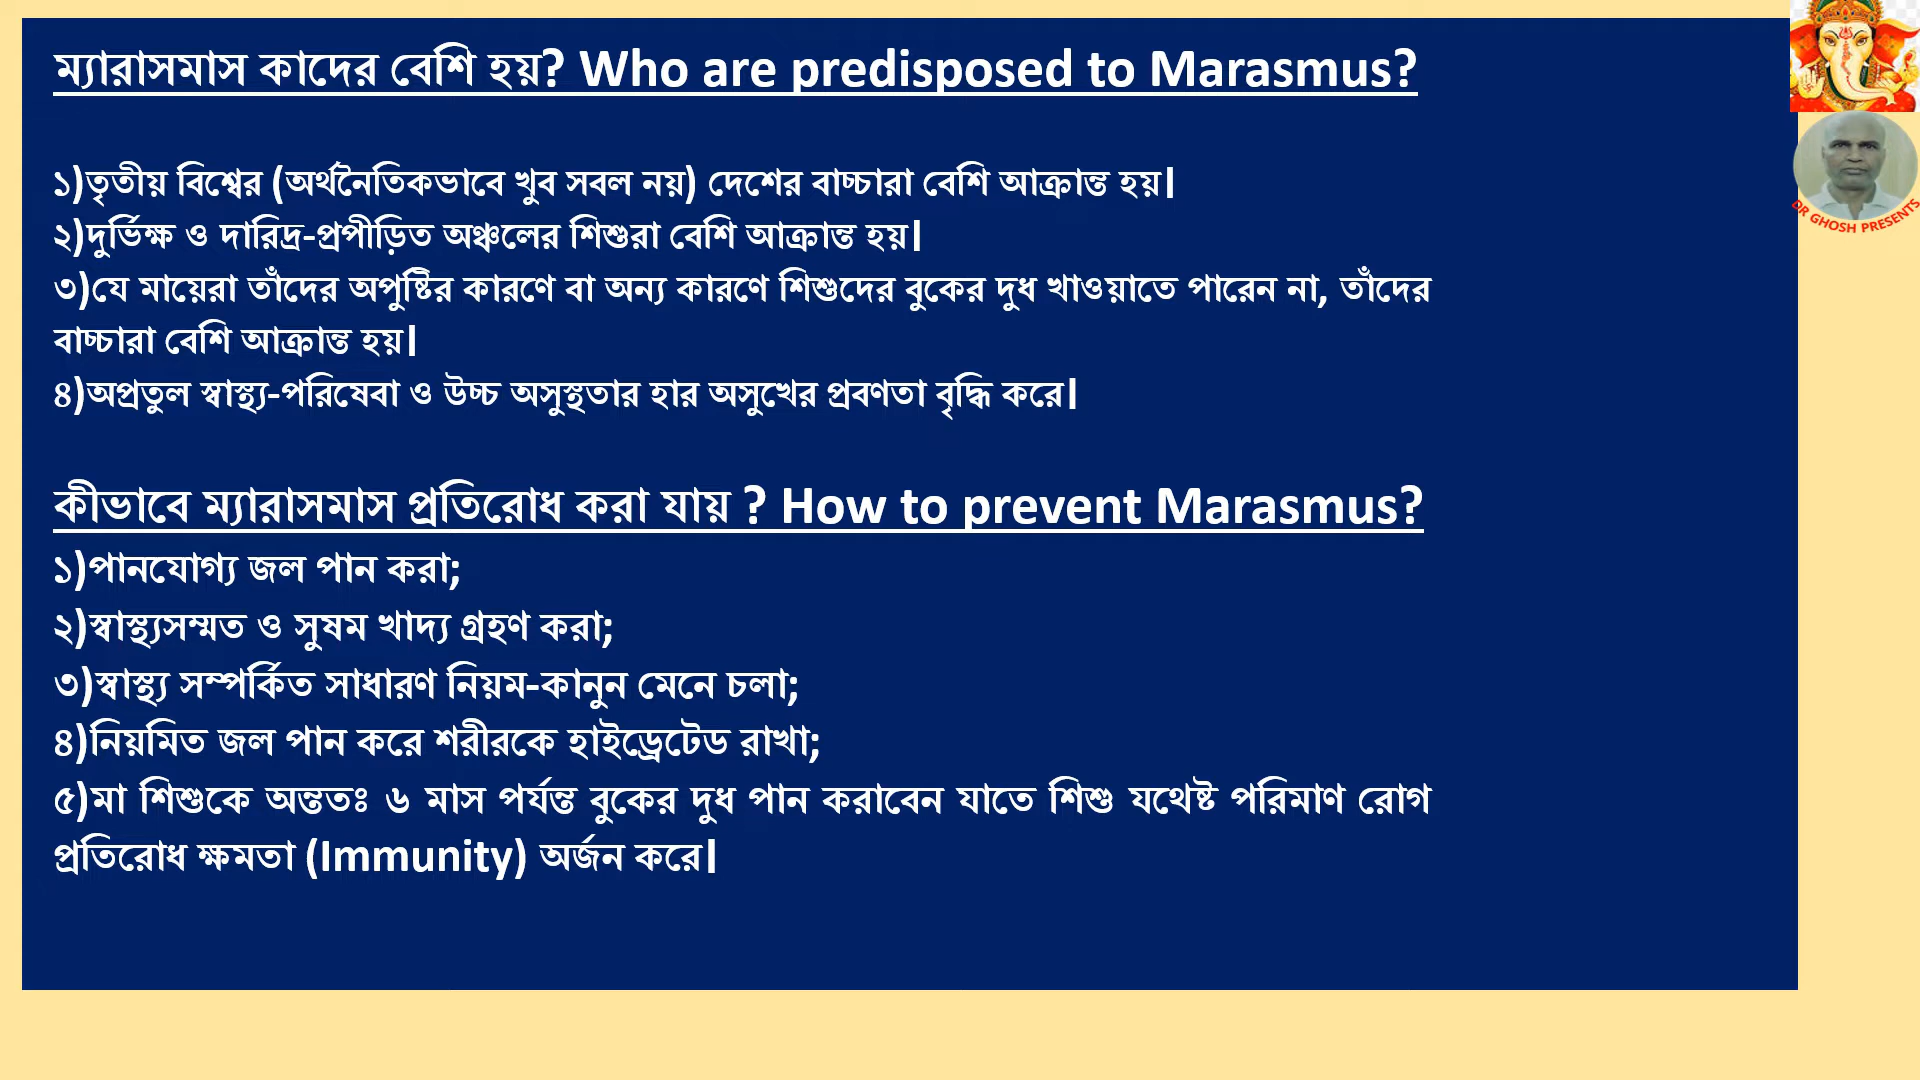 ম্যারাসমাস কাদের বেশি হয়? Who are predisposed to Marasmus?
১)তৃতীয় বিশ্বের (অর্থনৈতিকভাবে খুব সবল নয়) দেশের বাচ্চারা বেশি আক্রান্ত হয়।
২)দুর্ভিক্ষ ও দারিদ্র-প্রপীড়িত অঞ্চলের শিশুরা বেশি আক্রান্ত হয়।
৩)যে মায়েরা তাঁদের অপুষ্টির কারণে বা অন্য কারণে শিশুদের বুকের দুধ খাওয়াতে পারেন না, তাঁদের
বাচ্চারা বেশি আক্রান্ত হয়।
৪)অপ্রতুল স্বাস্থ্য-পরিষেবা ও উচ্চ অসুস্থতার হার অসুখের প্রবণতা বৃদ্ধি করে।
কীভাবে ম্যারাসমাস প্রতিরোধ করা যায় ? How to prevent Marasmus?
১)পানযোগ্য জল পান করা;
২)স্বাস্থ্যসম্মত ও সুষম খাদ্য গ্রহণ করা;
৩)স্বাস্থ্য সম্পর্কিত সাধারণ নিয়ম-কানুন মেনে চলা;
৪)নিয়মিত জল পান করে শরীরকে হাইড্রেটেড রাখা;
৫)মা শিশুকে অন্ততঃ ৬ মাস পর্যন্ত বুকের দুধ পান করাবেন যাতে শিশু যথেষ্ট পরিমাণ রোগ
প্রতিরোধ ক্ষমতা (Immunity) অর্জন করে।
DR GHOSH PRESENTS